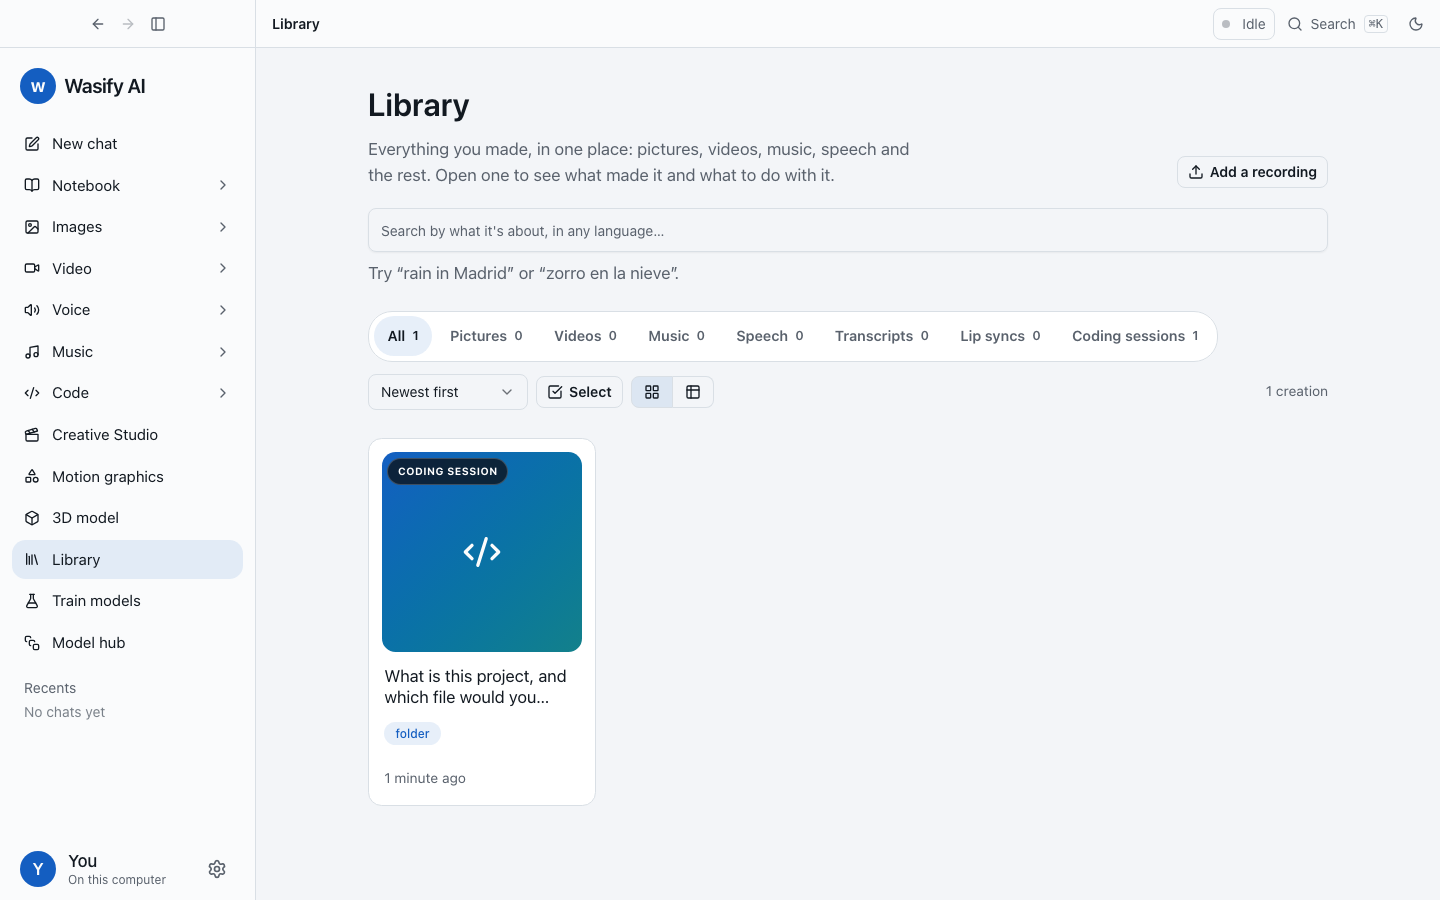 Library
Idle
Search ⌘K
W Wasify AI
New chat
Notebook
Images
Video
Voice
Music
Code
Creative Studio
Motion graphics
3D model
Library
Train models
Model hub
Recents
No chats yet
Y You
On this computer
Library
Everything you made, in one place: pictures, videos, music, speech and
the rest. Open one to see what made it and what to do with it.
Add a recording
Search by what it's about, in any language...
Try “rain in Madrid” or “zorro en la nieve”.
All 1 Pictures 0 Videos 0 Music 0 Speech 0 Transcripts 0 Lip syncs 0 Coding sessions 1
Newest first Select 1 creation
CODING SESSION
What is this project, and
which file would you...
folder
1 minute ago